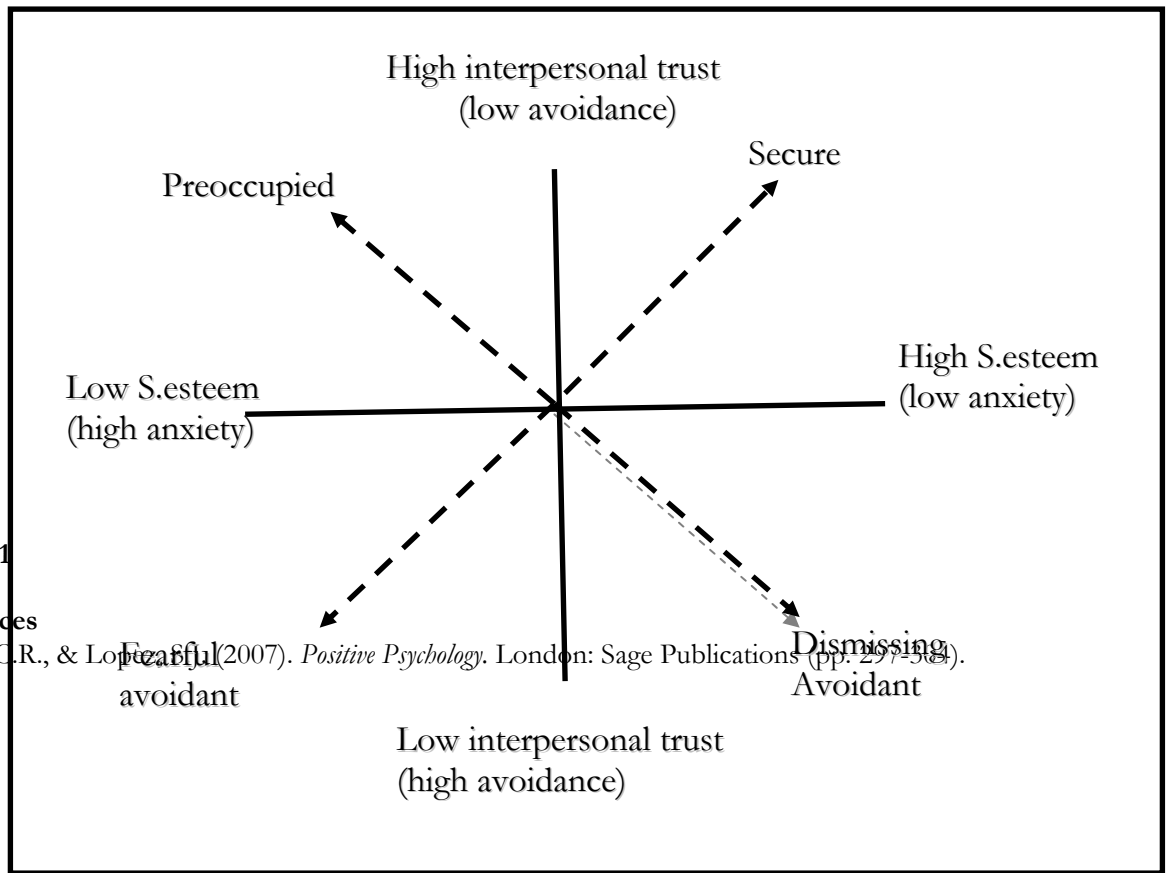 High interpersonal trust
(low avoidance)
Secure
Preoccupied
High S.esteem
(low anxiety)
Low S.esteem
(high anxiety)
1
ces
C.R., & Lopez, (2007). Positive Psychology. London: Sage Publications (pp.
Fearful
avoidant
Dismissing
Avoidant
Low interpersonal trust
(high avoidance)